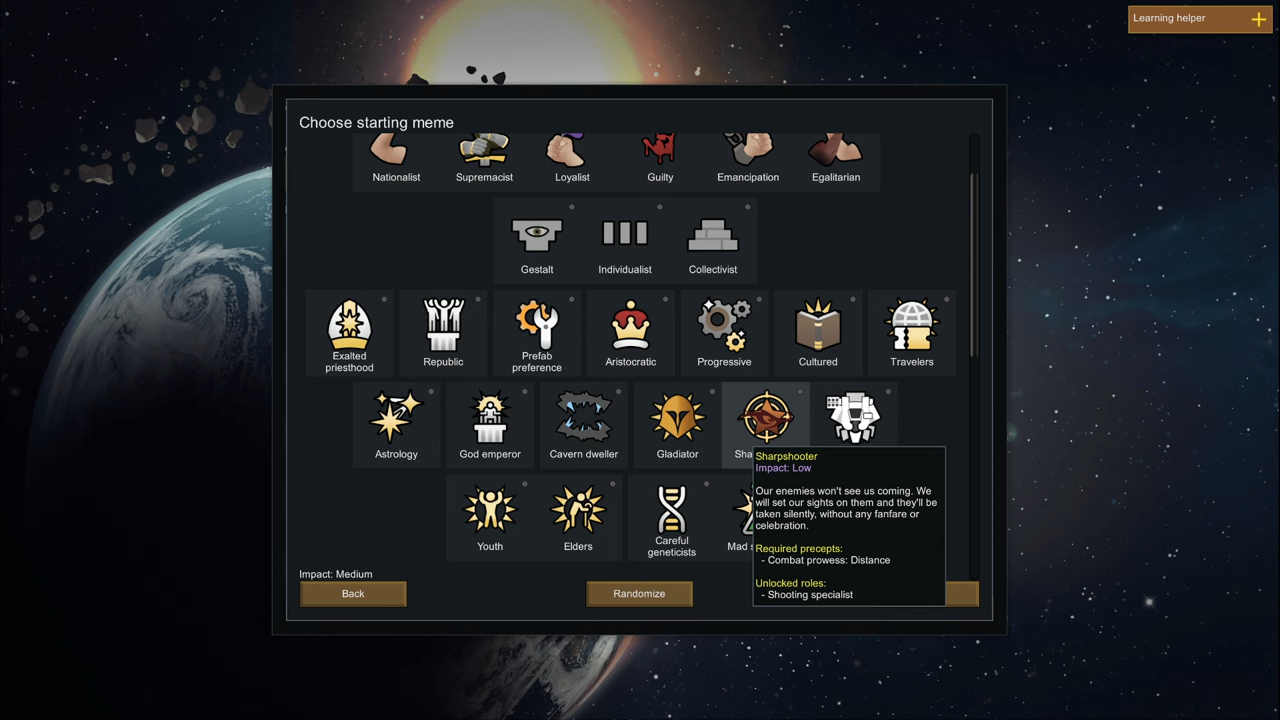 Learning helper
Choose starting meme
Nationalist
Supremacist
Loyalist
Guilty
Emancipation
Egalitarian
Gestalt
Individualist
Collectivist
Exalted
priesthood
Republic
Prefab
preference
Aristocratic
Progressive
Cultured
Travelers
Astrology
God emperor
Cavern dweller
Gladiator
Sharpshooter
Impact: Low
Our enemies won't see us coming. We
will set our sights on them and they'll be
taken silently, without any fanfare or
celebration.
Required precepts:
- Combat prowess: Distance
Unlocked roles:
- Shooting specialist
Youth
Elders
Careful
geneticists
Mad
Impact: Medium
Back
Randomize